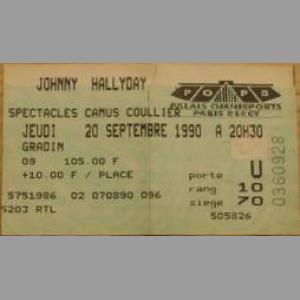 JOHNNY HALLYDAY
POPB
PALAIS OMNISPORTS
PARIS BERCY
SPECTACLES CAMUS COULLIER
JEUDI 20 SEPTEMBRE 1990 A 20H30
GRADIN
09 105.00 F
+10.00 F / PLACE
porte U
rang 10
siege 70
5751986 02 070890 096
5203 RTL
505826
0360928